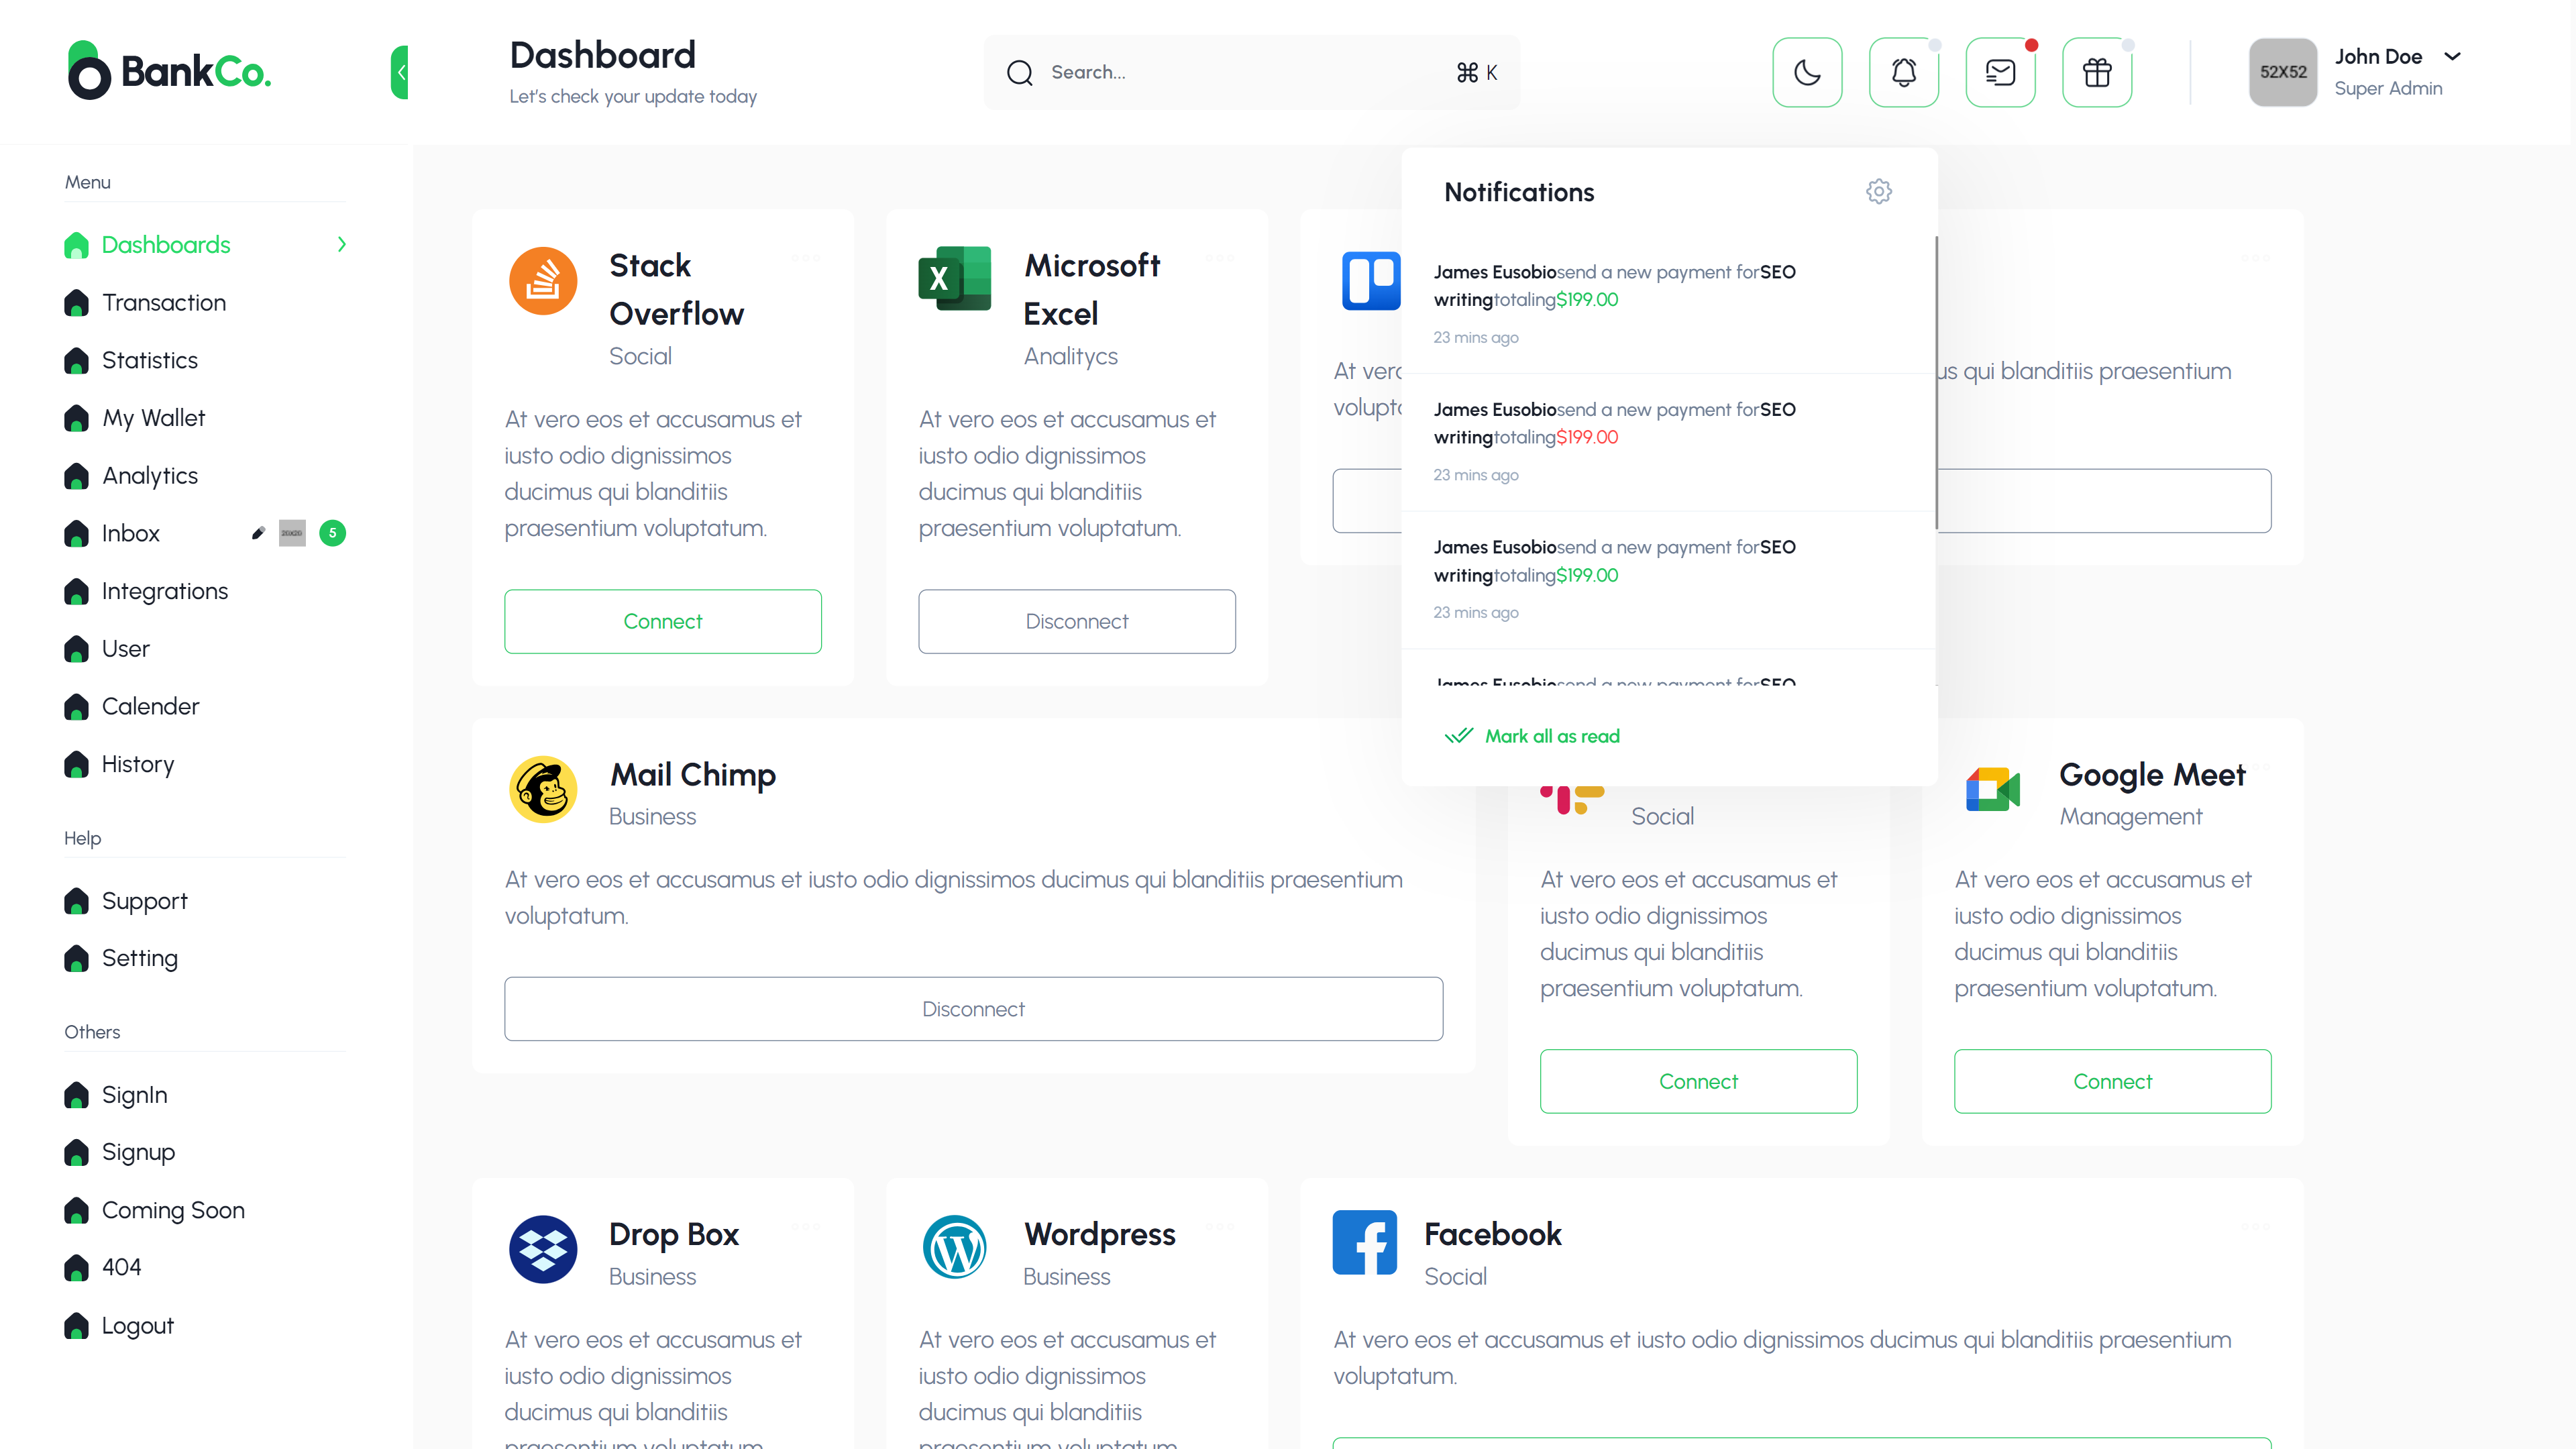 BankCo.
Dashboard
Let's check your update today
Search...
⌘ K
52X52
John Doe
Super Admin
Menu
Dashboards
Transaction
Statistics
My Wallet
Analytics
Inbox
5
Integrations
User
Calender
History
Help
Support
Setting
Others
SignIn
Signup
Coming Soon
404
Logout
Stack
Overflow
Social
At vero eos et accusamus et
iusto odio dignissimos
ducimus qui blanditiis
praesentium voluptatum.
Connect
Microsoft
Excel
Analitycs
At vero eos et accusamus et
iusto odio dignissimos
ducimus qui blanditiis
praesentium voluptatum.
Disconnect
At
qui blanditiis praesentium
Notifications
James Eusobiosend a new payment forSEO
writingtotaling$199.00
23 mins ago
James Eusobiosend a new payment forSEO
writingtotaling$199.00
23 mins ago
James Eusobiosend a new payment forSEO
writingtotaling$199.00
23 mins ago
James Eusobiosend a new payment forSEO
Mark all as read
Mail Chimp
Business
At vero eos et accusamus et iusto odio dignissimos ducimus qui blanditiis praesentium
voluptatum.
Disconnect
Social
At vero eos et accusamus et
iusto odio dignissimos
ducimus qui blanditiis
praesentium voluptatum.
Connect
Google Meet
Management
At vero eos et accusamus et
iusto odio dignissimos
ducimus qui blanditiis
praesentium voluptatum.
Connect
Drop Box
Business
At vero eos et accusamus et
iusto odio dignissimos
ducimus qui blanditiis
praesentium voluptatum.
Wordpress
Business
At vero eos et accusamus et
iusto odio dignissimos
ducimus qui blanditiis
praesentium voluptatum.
Facebook
Social
At vero eos et accusamus et iusto odio dignissimos ducimus qui blanditiis praesentium
voluptatum.